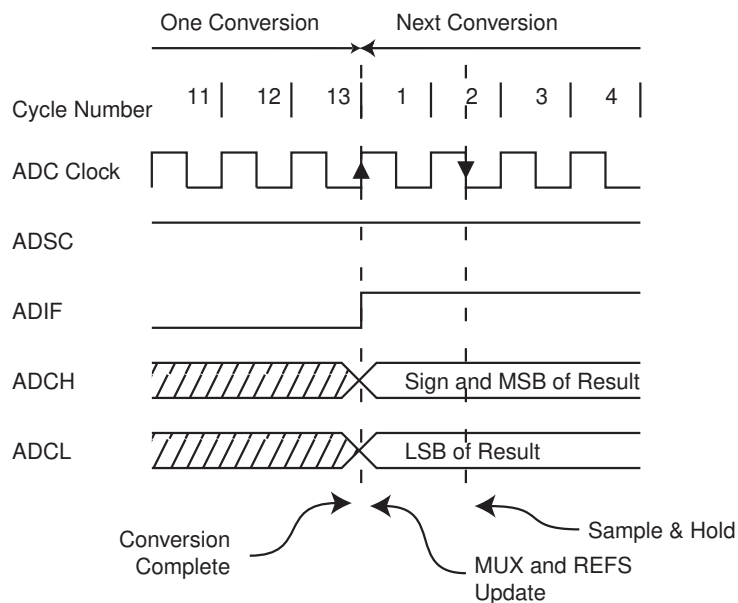 One Conversion Next Conversion
Cycle Number 11 12 13 1 2 3 4
ADC Clock
ADSC
ADIF
ADCH Sign and MSB of Result
ADCL LSB of Result
Conversion
Complete
MUX and REFS
Update
Sample & Hold